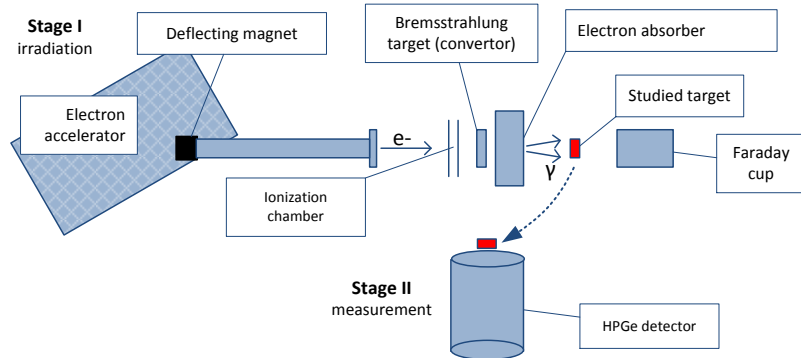 Stage I
irradiation
Deflecting magnet
Bremsstrahlung
target (convertor)
Electron absorber
Electron
accelerator
Studied target
e-
γ
Faraday
cup
Ionization
chamber
Stage II
measurement
HPGe detector